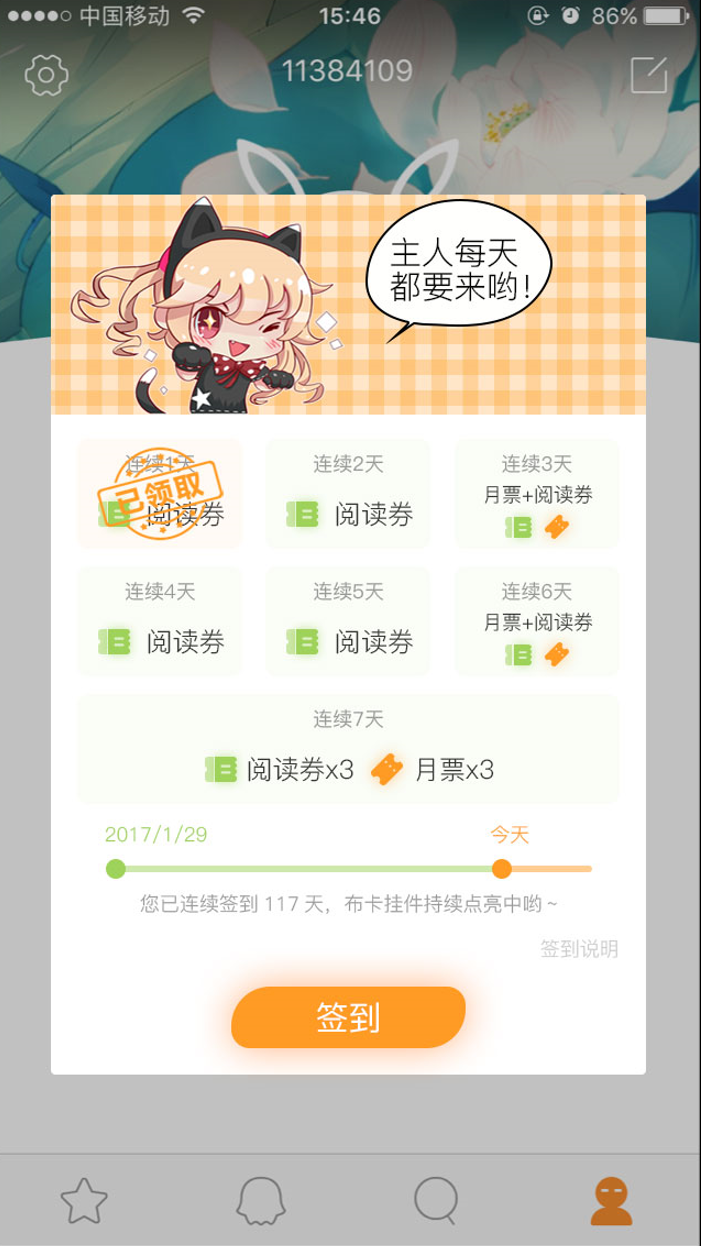 中国移动
15:46
86%
11384109
主人每天
都要来哟!
连续1天
已领取
阅读券
连续2天
阅读券
连续3天
月票+阅读券
连续4天
阅读券
连续5天
阅读券
连续6天
月票+阅读券
连续7天
阅读券x3 月票x3
2017/1/29
今天
您已连续签到 117 天，布卡挂件持续点亮中哟~
签到说明
签到